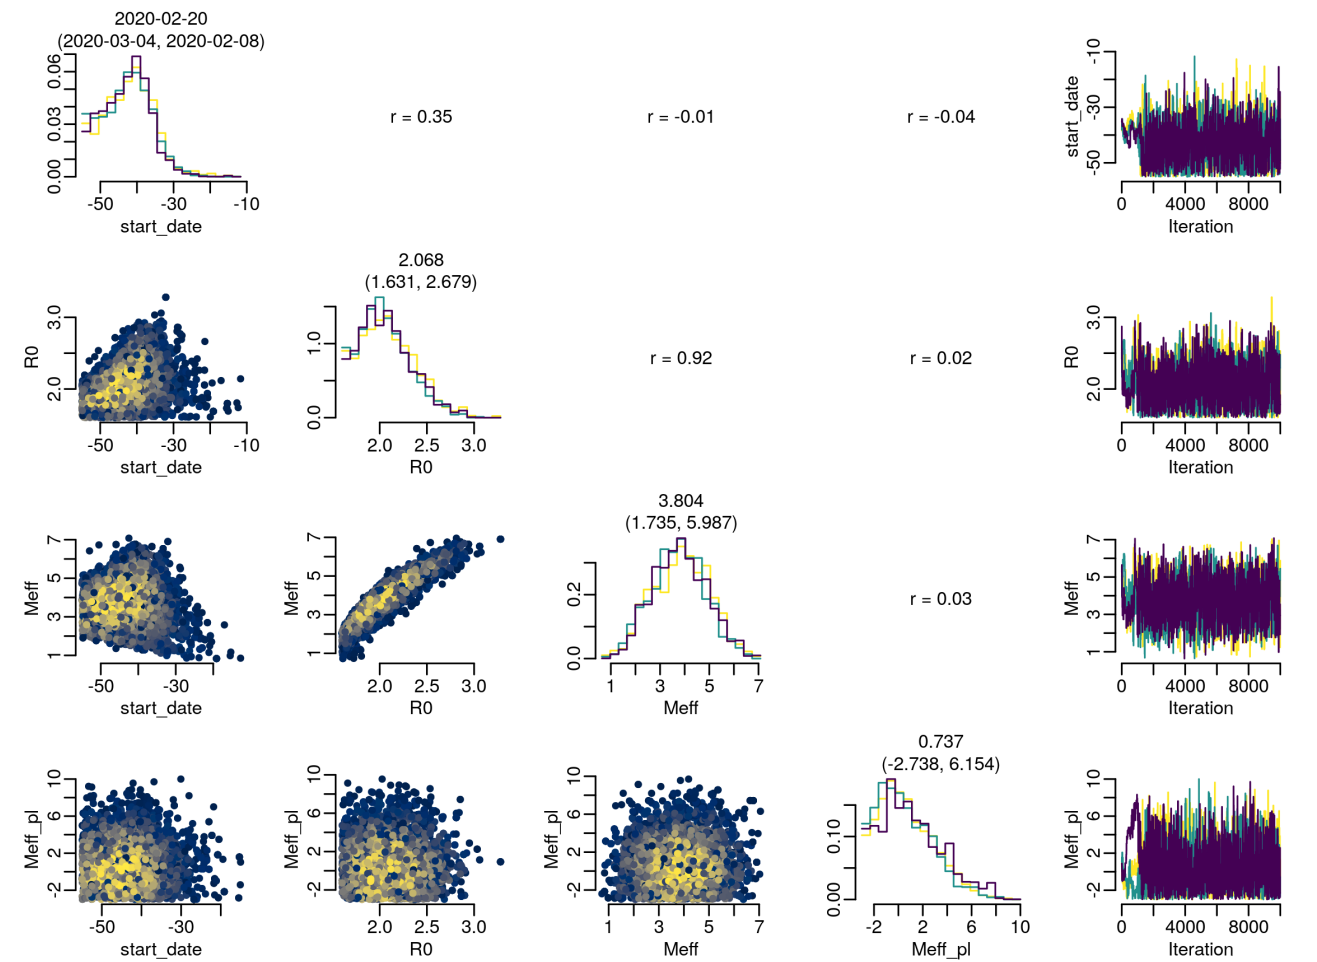 2020-02-20
(2020-03-04, 2020-02-08)
0.00 0.03 0.06
-50 -30 -10
start_date
r = 0.35
r = -0.01
r = -0.04
start_date
-50 -30 -10
0 4000 8000
Iteration
R0
2.0 3.0
-50 -30 -10
start_date
2.068
(1.631, 2.679)
0.0 1.0
2.0 2.5 3.0
R0
r = 0.92
r = 0.02
R0
2.0 3.0
0 4000 8000
Iteration
Meff
1 3 5 7
-50 -30
start_date
Meff
1 3 5 7
2.0 2.5 3.0
R0
3.804
(1.735, 5.987)
0.0 0.2
1 3 5 7
Meff
r = 0.03
Meff
1 3 5 7
0 4000 8000
Iteration
Meff_pl
-2 2 6 10
-50 -30
start_date
Meff_pl
-2 2 6 10
2.0 2.5 3.0
R0
Meff_pl
-2 2 6 10
1 3 5 7
Meff
0.737
(-2.738, 6.154)
0.00 0.10
-2 2 6 10
Meff_pl
Meff_pl
-2 2 6 10
0 4000 8000
Iteration